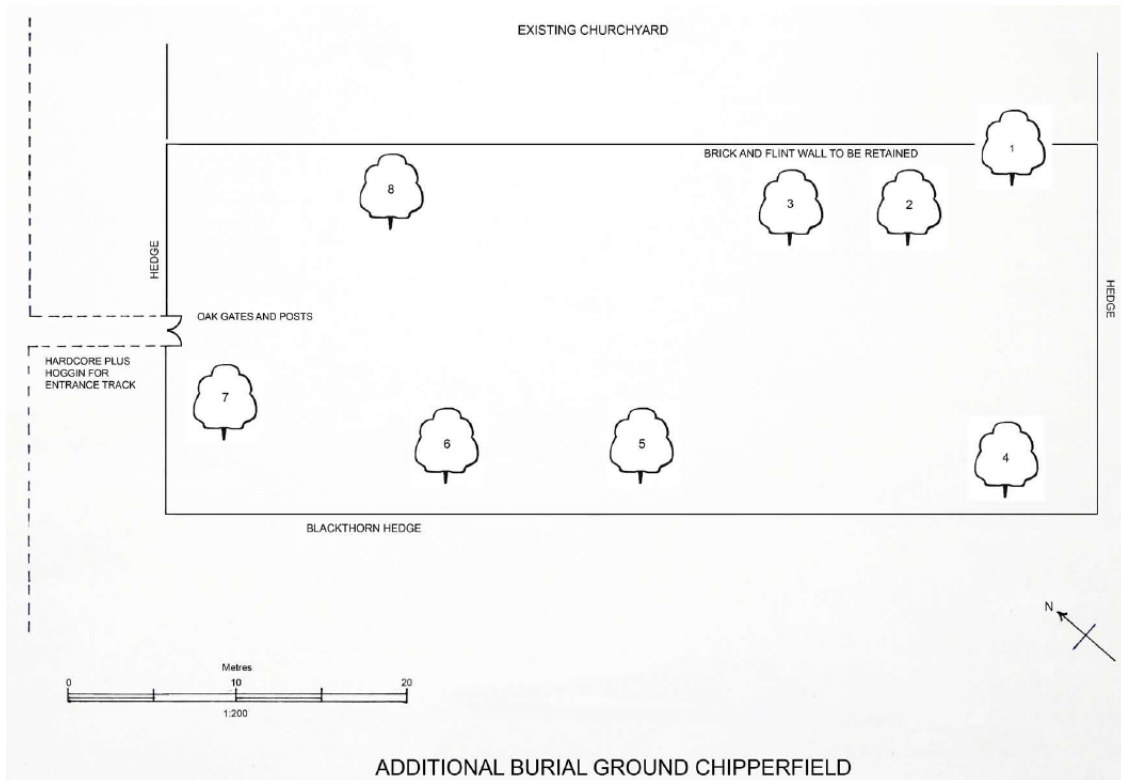 EXISTING CHURCHYARD
BRICK AND FLINT WALL TO BE RETAINED
1
8
3
2
HEDGE
HEDGE
OAK GATES AND POSTS
HARDCORE PLUS
HOGGIN FOR
ENTRANCE TRACK
7
6
5
4
BLACKTHORN HEDGE
N
Metres
0
10
20
1:200
ADDITIONAL BURIAL GROUND CHIPPERFIELD